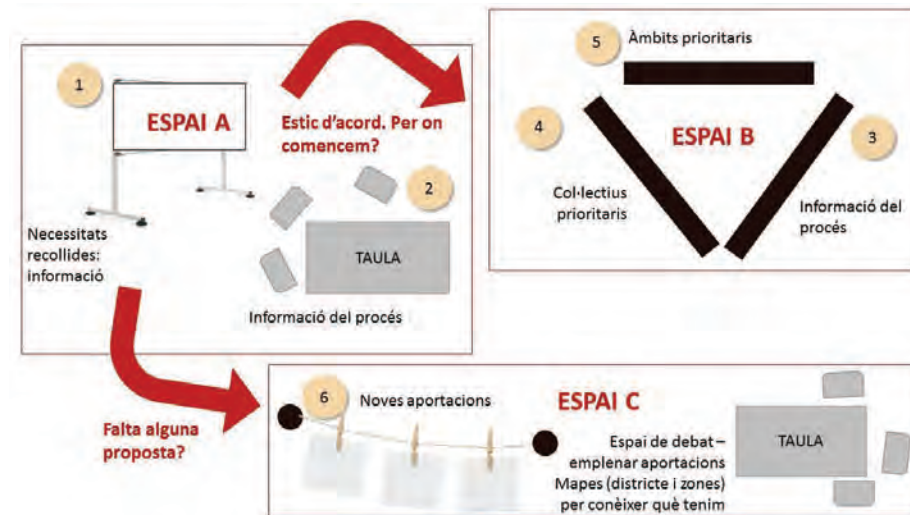 1
ESPAI A
Estic d'acord. Per on
comencem?
2
Necessitats
recollides:
informació
TAULA
Informació del procés
5
Àmbits prioritaris
4
ESPAI B
3
Col·lectius
prioritaris
Informació del
procés
Falta alguna
proposta?
6
Noves aportacions
ESPAI C
Espai de debat –
emplenar aportacions
Mapes (districte i zones)
per conèixer què tenim
TAULA